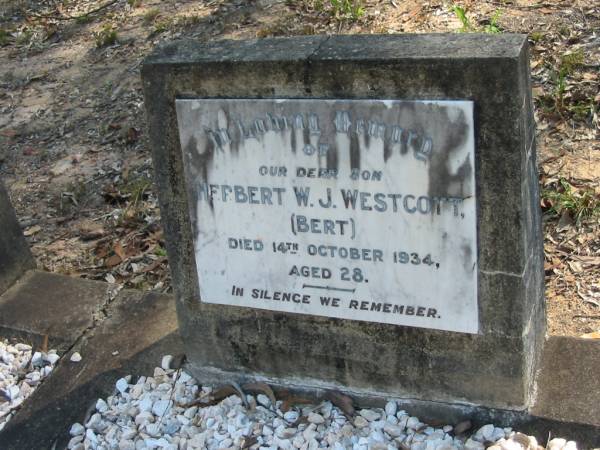 In Loving Memory
OF
OUR DEAR SON
HERBERT W. J. WESTCOTT,
(BERT)
DIED 14TH OCTOBER 1934,
AGED 28.
IN SILENCE WE REMEMBER.